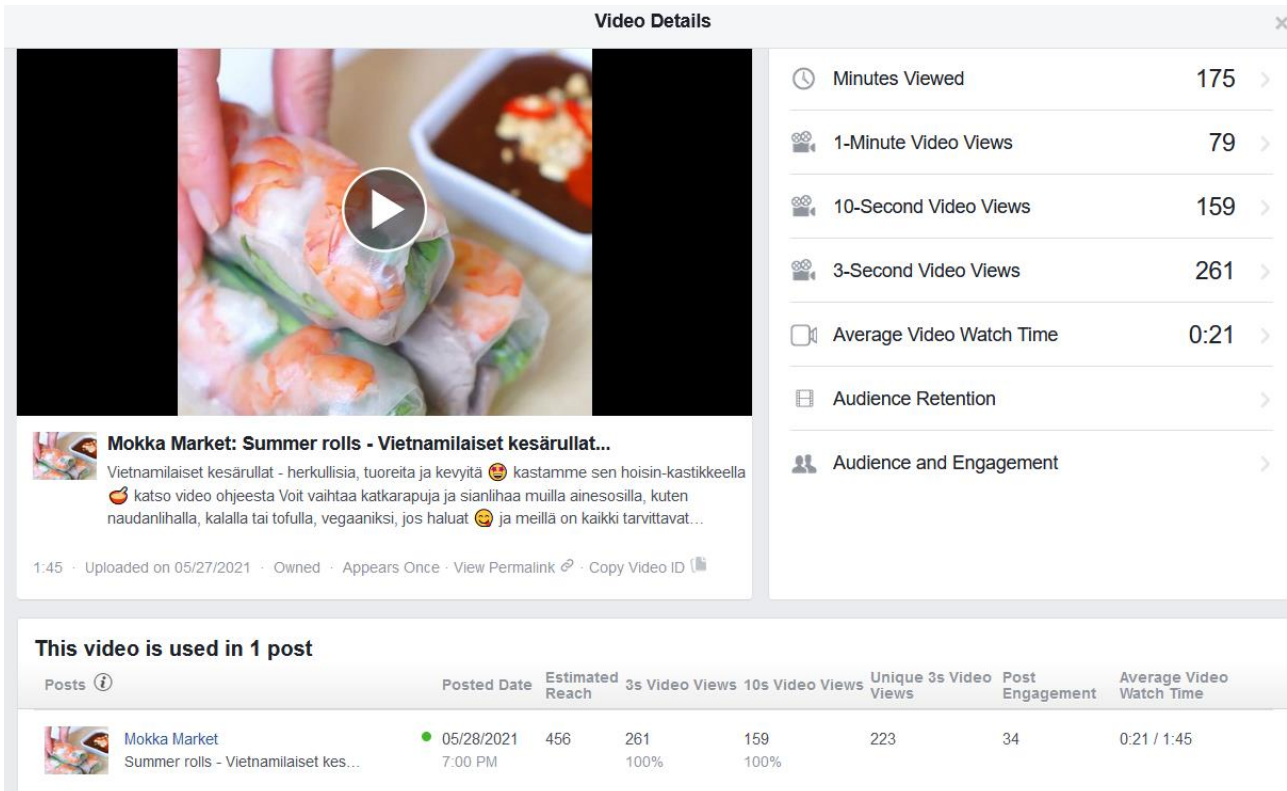 Video Details
Minutes Viewed 175
1-Minute Video Views 79
10-Second Video Views 159
3-Second Video Views 261
Average Video Watch Time 0:21
Audience Retention
Audience and Engagement
Mokka Market: Summer rolls - Vietnamilaiset kesärullat...
Vietnamilaiset kesärullat - herkullisia, tuoreita ja kevyitä 🤩 kastamme sen hoisin-kastikkeella
🥣 katso video ohjeesta Voit vaihtaa katkarapuja ja sianlihaa muilla ainesosilla, kuten
naudanlihalla, kalalla tai tofulla, vegaaniksi, jos haluat 😋 ja meillä on kaikki tarvittavat...
1:45 · Uploaded on 05/27/2021 · Owned · Appears Once · View Permalink · Copy Video ID
This video is used in 1 post
Posts Posted Date Estimated Reach 3s Video Views 10s Video Views Unique 3s Video Views Post Engagement Average Video Watch Time
Mokka Market 05/28/2021 456 261 159 223 34 0:21 / 1:45
Summer rolls - Vietnamilaiset kes... 7:00 PM 100% 100%